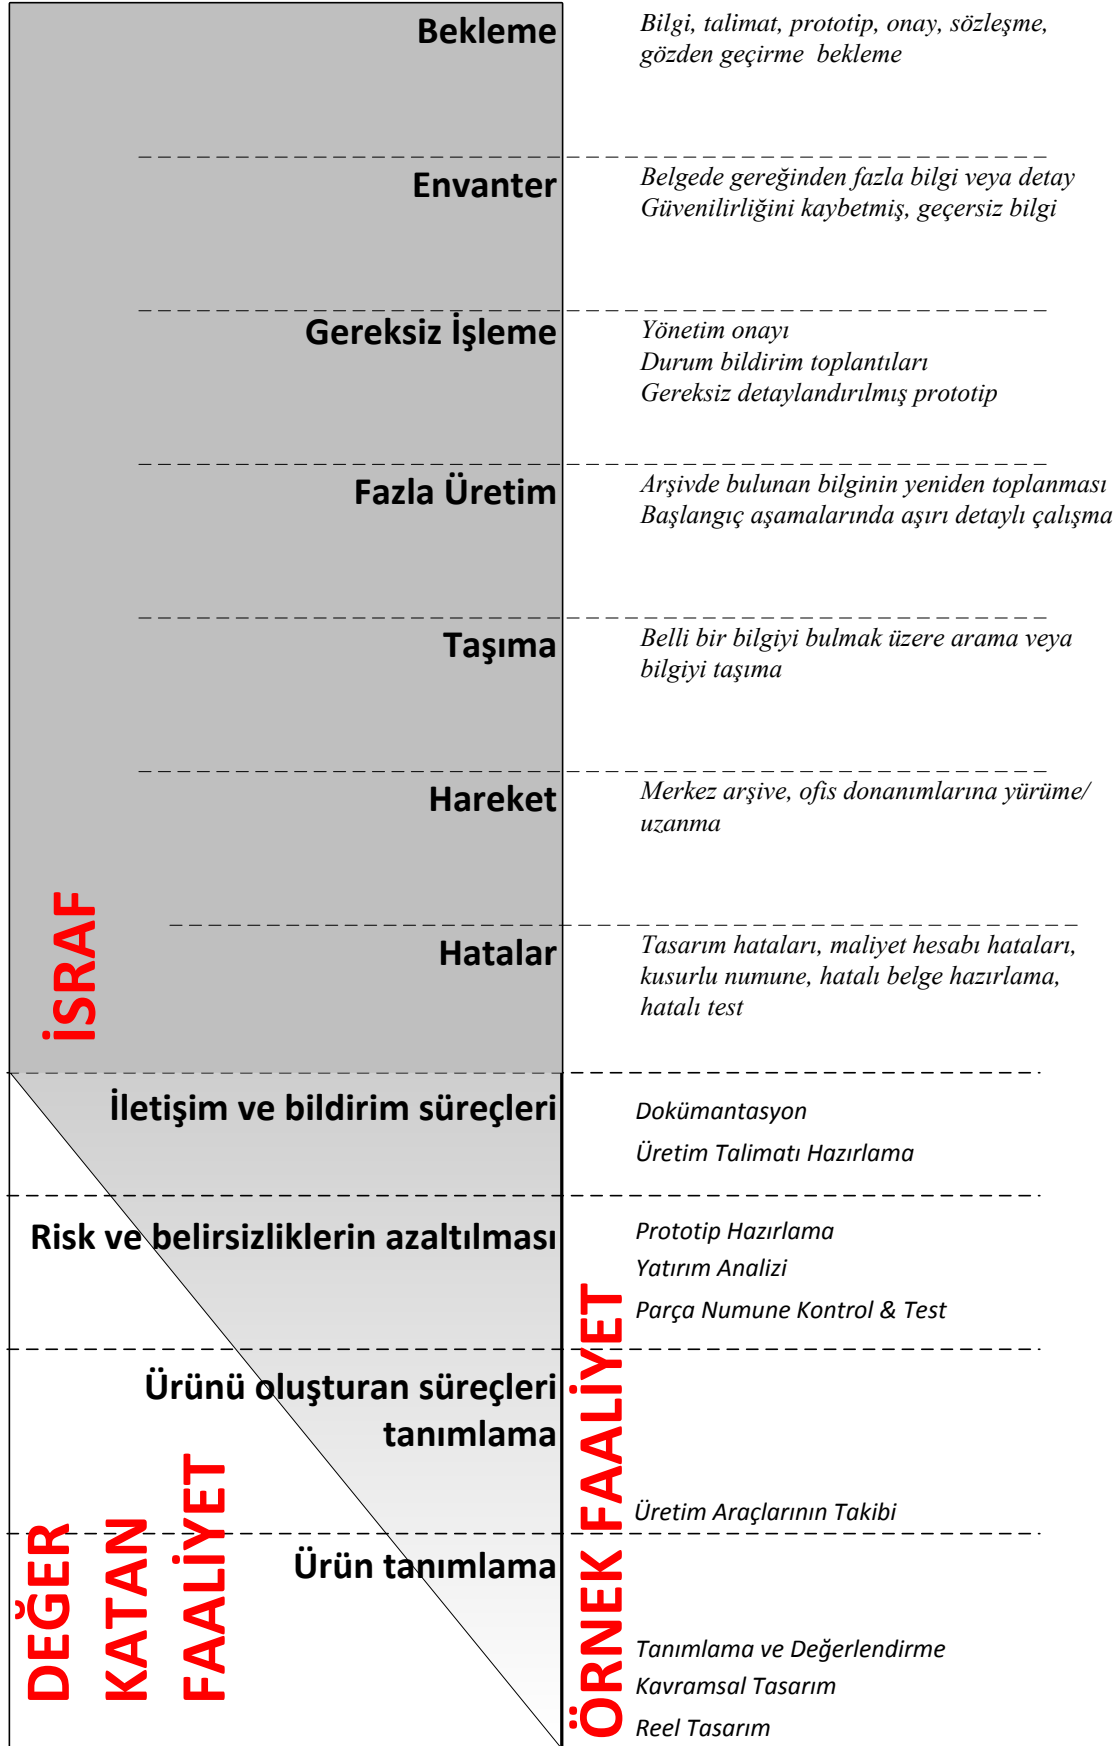 Bekleme
Bilgi, talimat, prototip, onay, sözleşme,
gözden geçirme bekleme
Envanter
Belgede gereğinden fazla bilgi veya detay
Güvenilirliğini kaybetmiş, geçersiz bilgi
Gereksiz İşleme
Yönetim onayı
Durum bildirim toplantıları
Gereksiz detaylandırılmış prototip
Fazla Üretim
Arşivde bulunan bilginin yeniden toplanması
Başlangıç aşamalarında aşırı detaylı çalışma
Taşıma
Belli bir bilgiyi bulmak üzere arama veya
bilgiyi taşıma
Hareket
Merkez arşive, ofis donanımlarına yürüme/
uzanma
Hatalar
Tasarım hataları, maliyet hesabı hataları,
kusurlu numune, hatalı belge hazırlama,
hatalı test
İSRAF
İletişim ve bildirim süreçleri
Dokümantasyon
Üretim Talimatı Hazırlama
Risk ve belirsizliklerin azaltılması
Prototip Hazırlama
Yatırım Analizi
Parça Numune Kontrol & Test
Ürünü oluşturan süreçleri
tanımlama
Üretim Araçlarının Takibi
Ürün tanımlama
Tanımlama ve Değerlendirme
Kavramsal Tasarım
Reel Tasarım
DEĞER
KATAN
FAALİYET
ÖRNEK FAALİYET